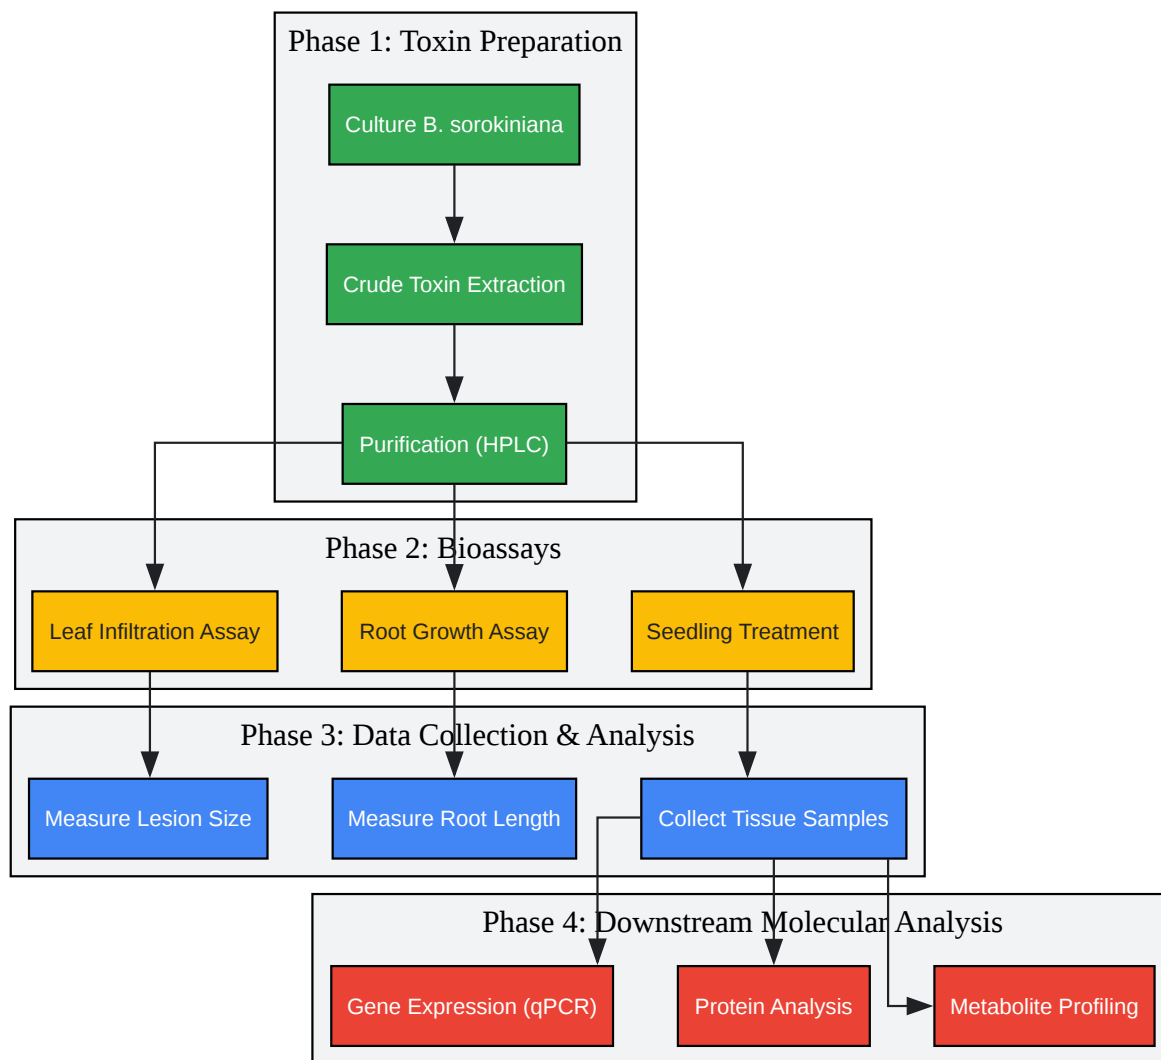 Phase 1: Toxin Preparation
Culture B. sorokiniana
Crude Toxin Extraction
Purification (HPLC)
Phase 2: Bioassays
Leaf Infiltration Assay
Root Growth Assay
Seedling Treatment
Phase 3: Data Collection & Analysis
Measure Lesion Size
Measure Root Length
Collect Tissue Samples
Phase 4: Downstream Molecular Analysis
Gene Expression (qPCR)
Protein Analysis
Metabolite Profiling